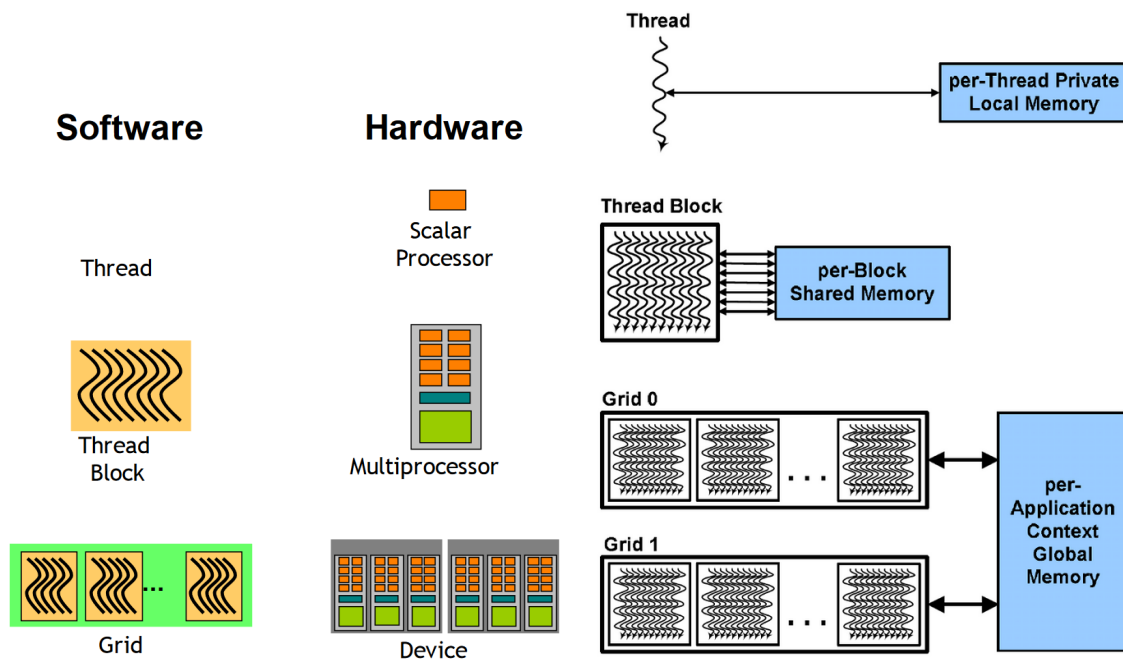 Software
Hardware
Thread
Scalar
Processor
Thread
Block
Multiprocessor
...
Grid
Device
Thread
per-Thread Private
Local Memory
Thread Block
per-Block
Shared Memory
Grid 0
. . .
Grid 1
. . .
per-
Application
Context
Global
Memory